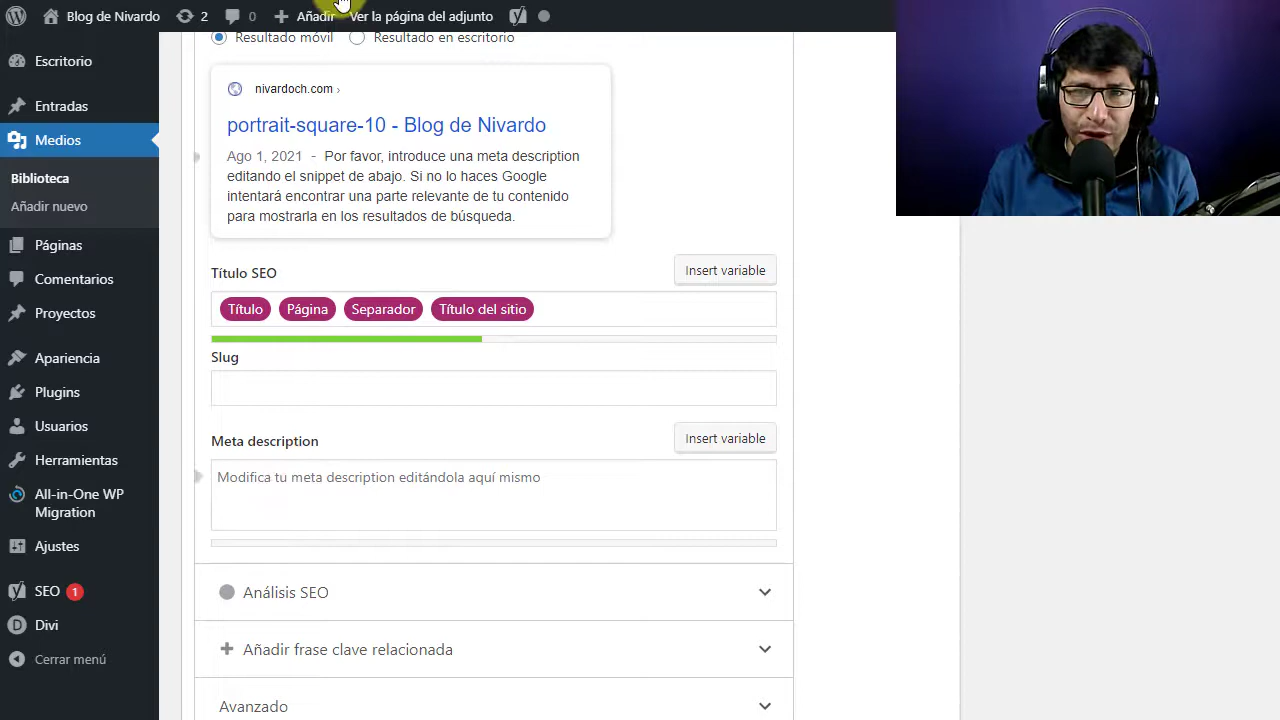 Blog de Nivardo 2 0 Añadir Ver la página del adjunto
Escritorio
Entradas
Medios
Biblioteca
Añadir nuevo
Páginas
Comentarios
Proyectos
Apariencia
Plugins
Usuarios
Herramientas
All-in-One WP
Migration
Ajustes
SEO 1
Divi
Cerrar menú
Resultado móvil Resultado en escritorio
nivardoch.com ›
portrait-square-10 - Blog de Nivardo
Ago 1, 2021 - Por favor, introduce una meta description
editando el snippet de abajo. Si no lo haces Google
intentará encontrar una parte relevante de tu contenido
para mostrarla en los resultados de búsqueda.
Título SEO
Insert variable
Título Página Separador Título del sitio
Slug
Meta description
Insert variable
Modifica tu meta description editándola aquí mismo
Análisis SEO
Añadir frase clave relacionada
Avanzado